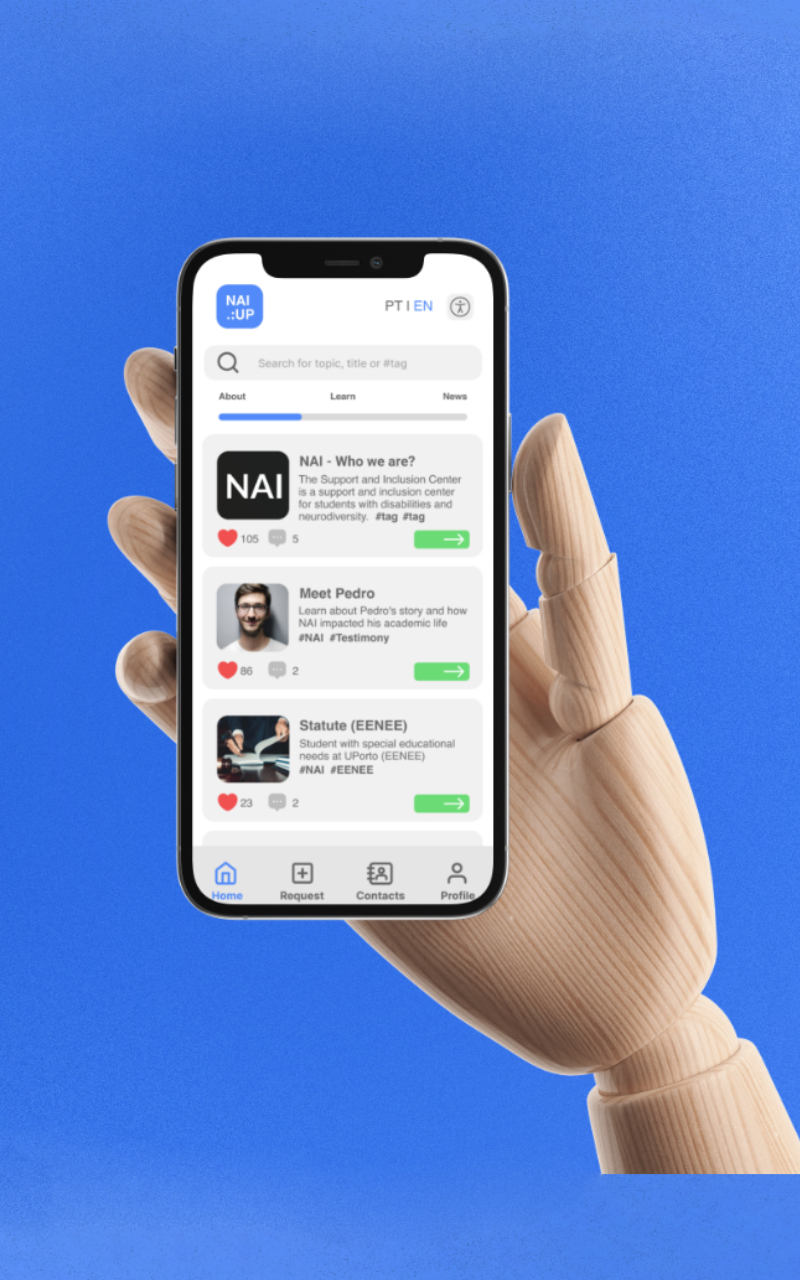 NAI
.:UP
PT I EN
Search for topic, title or #tag
About
Learn
News
NAI
NAI - Who we are?
The Support and Inclusion Center
is a support and inclusion center
for students with disabilities and
neurodiversity. #tag #tag
105
5
Meet Pedro
Learn about Pedro's story and how
NAI impacted his academic life
#NAI #Testimony
86
2
Statute (EENEE)
Student with special educational
needs at UPorto (EENEE)
#NAI #EENEE
23
2
Home
Request
Contacts
Profile